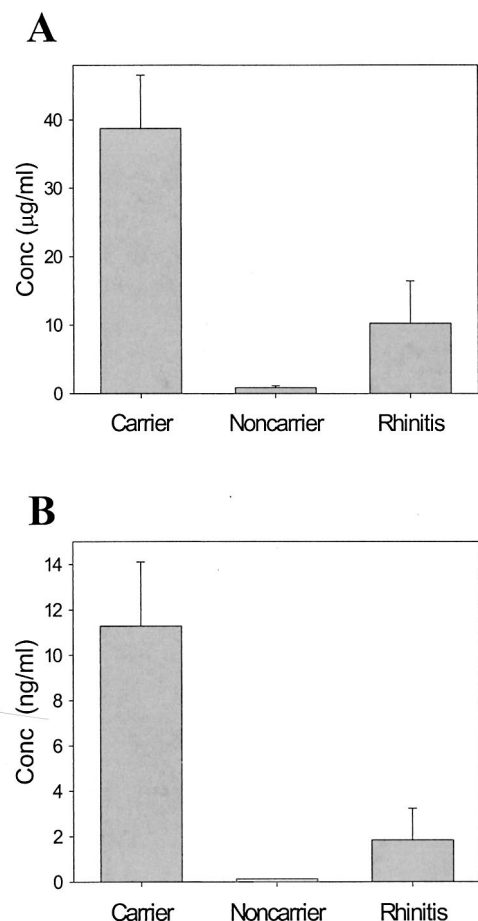 A
Conc (µg/ml)
40
30
20
10
0
Carrier Noncarrier Rhinitis
B
Conc (ng/ml)
14
12
10
8
6
4
2
0
Carrier Noncarrier Rhinitis